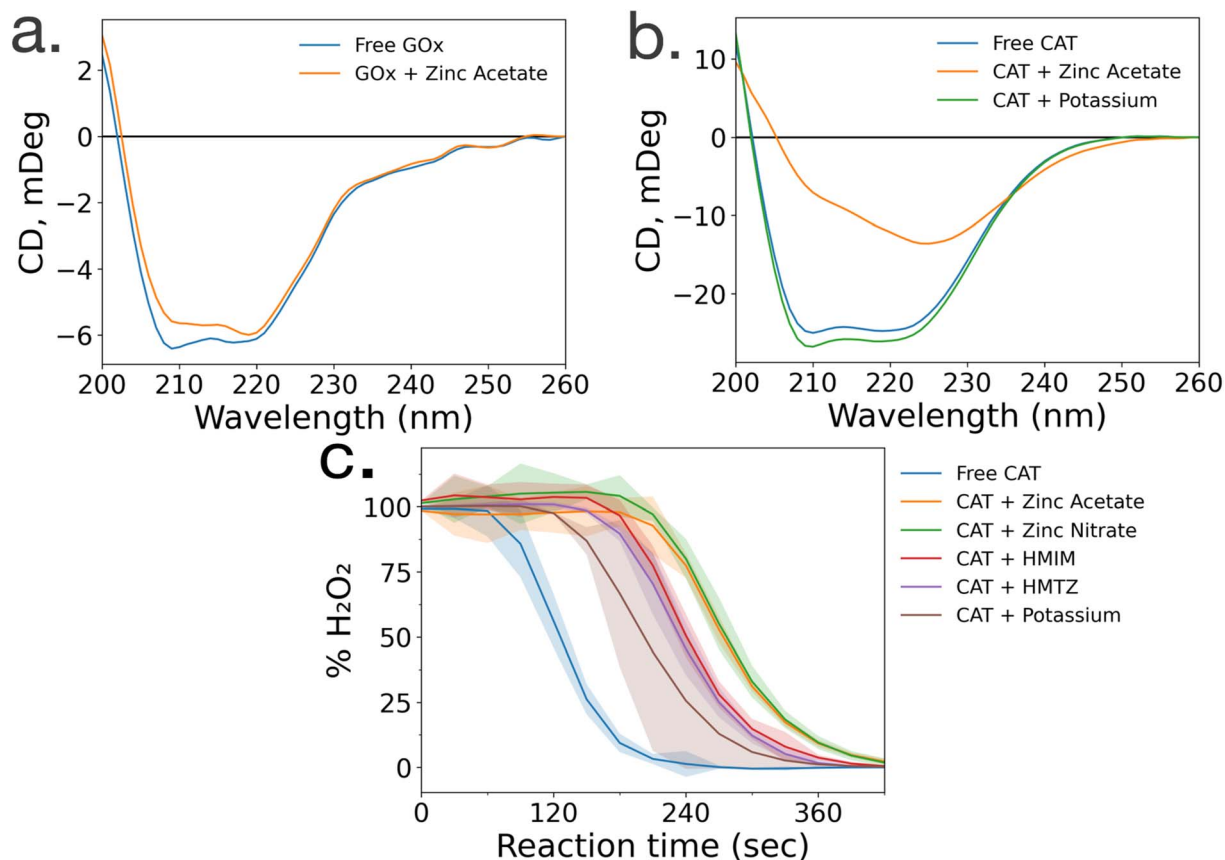 a.
Free GOx
GOx + Zinc Acetate
CD, mDeg
2
0
−2
−4
−6
200 210 220 230 240 250 260
Wavelength (nm)
b.
Free CAT
CAT + Zinc Acetate
CAT + Potassium
CD, mDeg
10
0
−10
−20
200 210 220 230 240 250 260
Wavelength (nm)
c.
Free CAT
CAT + Zinc Acetate
CAT + Zinc Nitrate
CAT + HMIM
CAT + HMTZ
CAT + Potassium
% H₂O₂
100
75
50
25
0
0 120 240 360
Reaction time (sec)